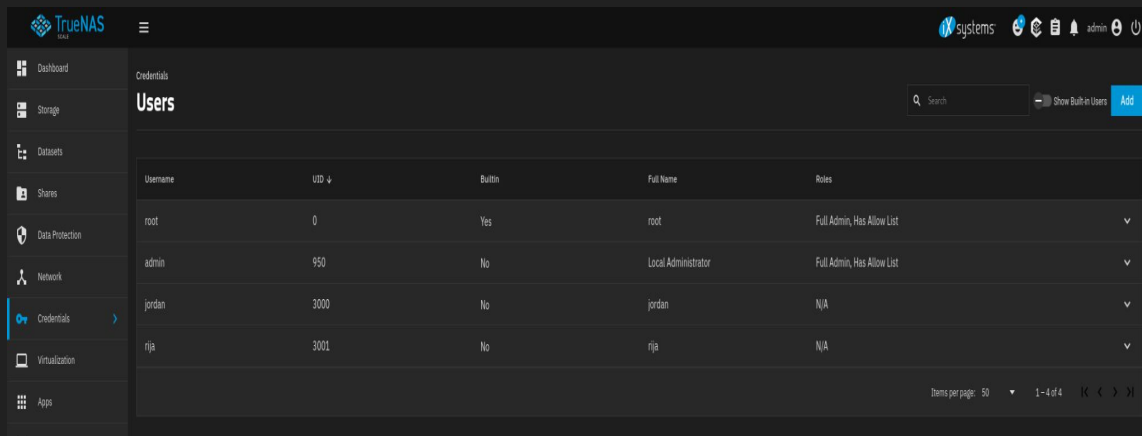 TrueNAS
SCALE
iX systems
admin
Dashboard
Storage
Datasets
Shares
Data Protection
Network
Credentials
Virtualization
Apps
Credentials
Users
Search
Show Built-in Users
Add
Username UID Builtin Full Name Roles
root 0 Yes root Full Admin, Has Allow List
admin 950 No Local Administrator Full Admin, Has Allow List
jordan 3000 No jordan N/A
rija 3001 No rija N/A
Items per page: 50 1 – 4 of 4